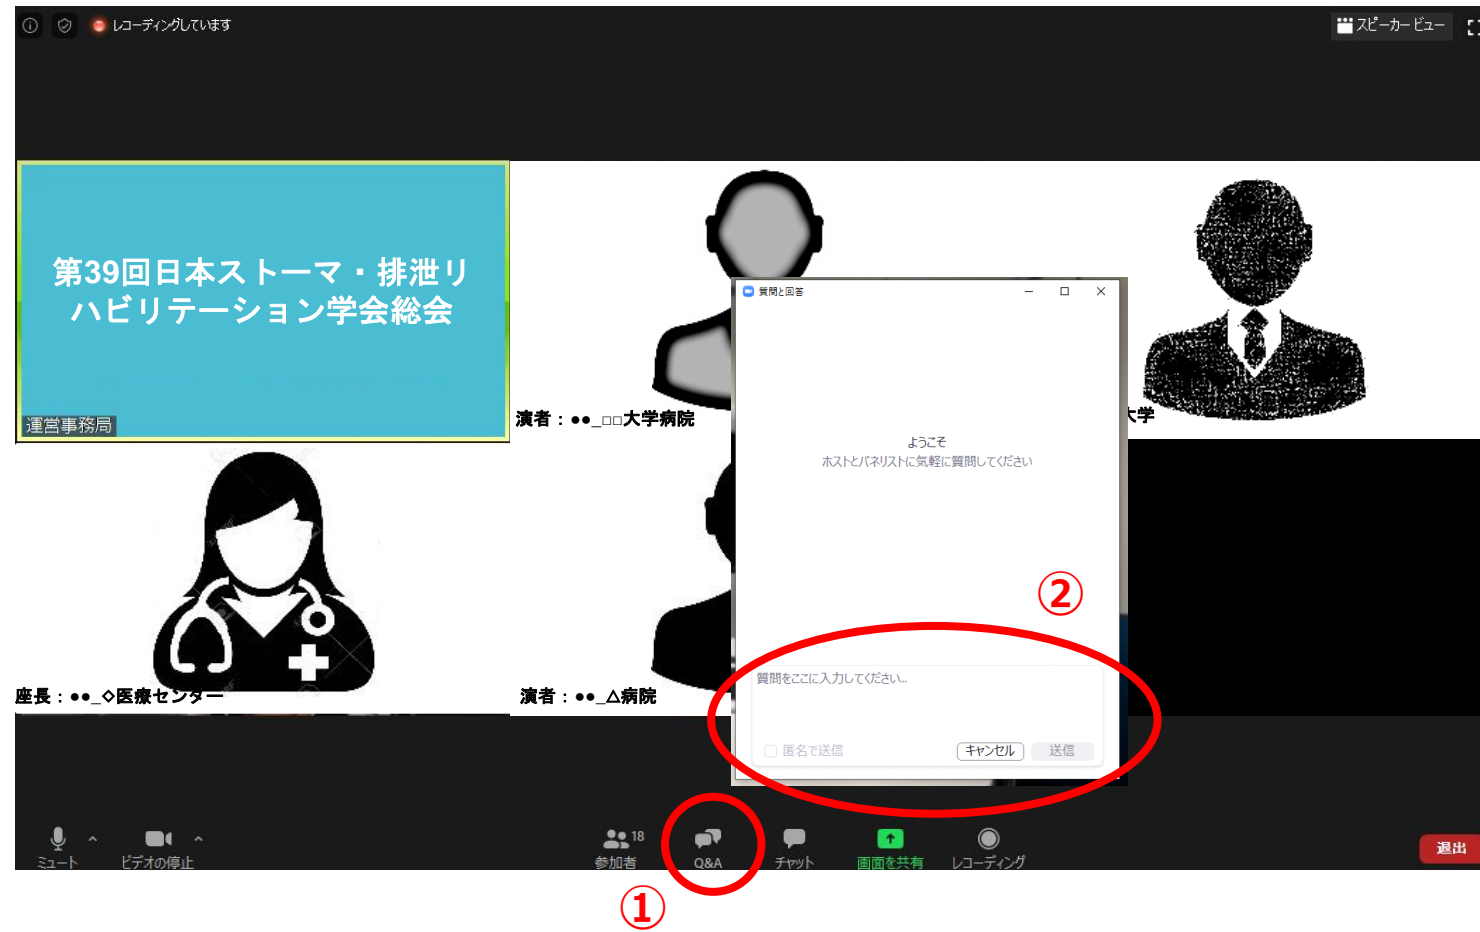 レコーディングしています
スピーカー ビュー
第39回日本ストーマ・排泄リ
ハビリテーション学会総会
運営事務局
演者：●●_□□大学病院
大学
質問と回答
ようこそ
ホストとパネリストに気軽に質問してください
②
質問をここに入力してください...
匿名で送信
キャンセル
送信
座長：●●_◇医療センター
演者：●●_△病院
ミュート
ビデオの停止
18
参加者
Q&A
チャット
画面を共有
レコーディング
退出
①